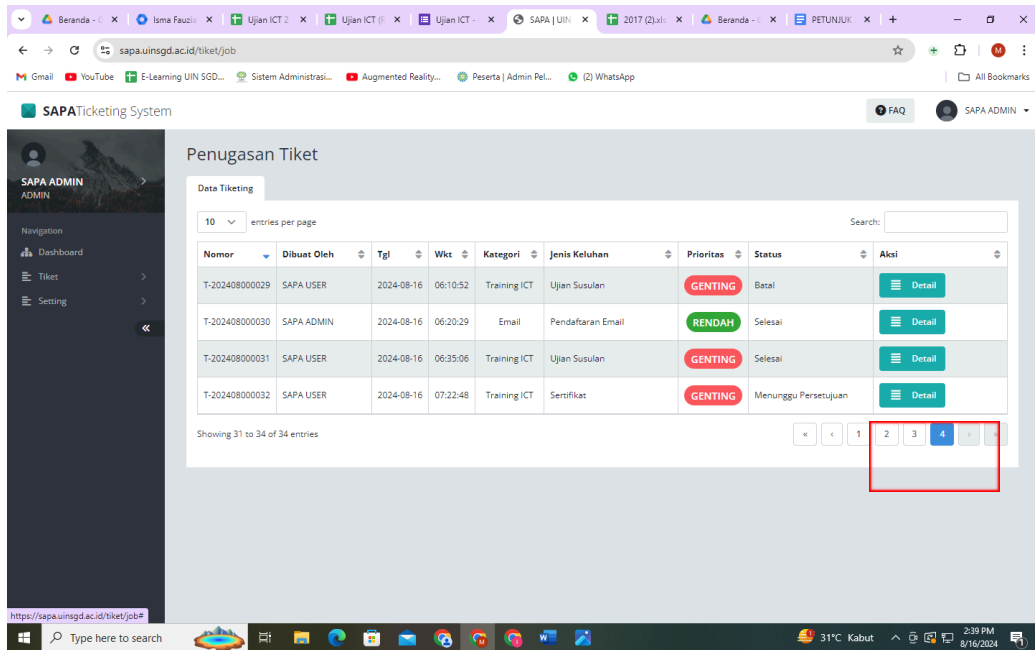 Beranda - G
Isma Fauzia
Ujian ICT 2
Ujian ICT (F
Ujian ICT -
SAPA | UIN
2017 (2).xls
Beranda - G
PETUNJUK
sapa.uinsgd.ac.id/tiket/job
M
Gmail
YouTube
E-Learning UIN SGD...
Sistem Administrasi...
Augmented Reality...
Peserta | Admin Pel...
(2) WhatsApp
All Bookmarks
SAPATicketing System
FAQ
SAPA ADMIN
SAPA ADMIN
ADMIN
Navigation
Dashboard
Tiket
Setting
Penugasan Tiket
Data Tiketing
10 entries per page
Search:
Nomor Dibuat Oleh Tgl Wkt Kategori Jenis Keluhan Prioritas Status Aksi
T-202408000029 SAPA USER 2024-08-16 06:10:52 Training ICT Ujian Susulan GENTING Batal Detail
T-202408000030 SAPA ADMIN 2024-08-16 06:20:29 Email Pendaftaran Email RENDAH Selesai Detail
T-202408000031 SAPA USER 2024-08-16 06:35:06 Training ICT Ujian Susulan GENTING Selesai Detail
T-202408000032 SAPA USER 2024-08-16 07:22:48 Training ICT Sertifikat GENTING Menunggu Persetujuan Detail
Showing 31 to 34 of 34 entries
« ‹ 1 2 3 4 › »
https://sapa.uinsgd.ac.id/tiket/job#
Type here to search
31°C Kabut
2:39 PM
8/16/2024